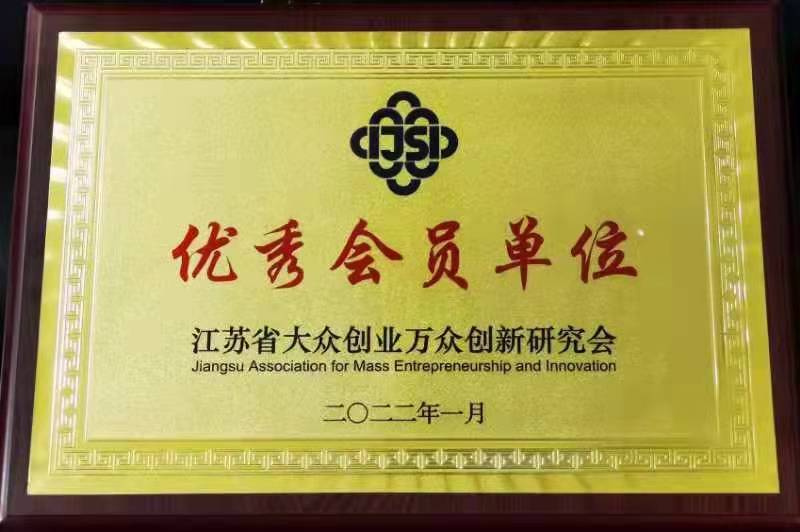 IJSI
优秀会员单位
江苏省大众创业万众创新研究会
Jiangsu Association for Mass Entrepreneurship and Innovation
二〇二二年一月